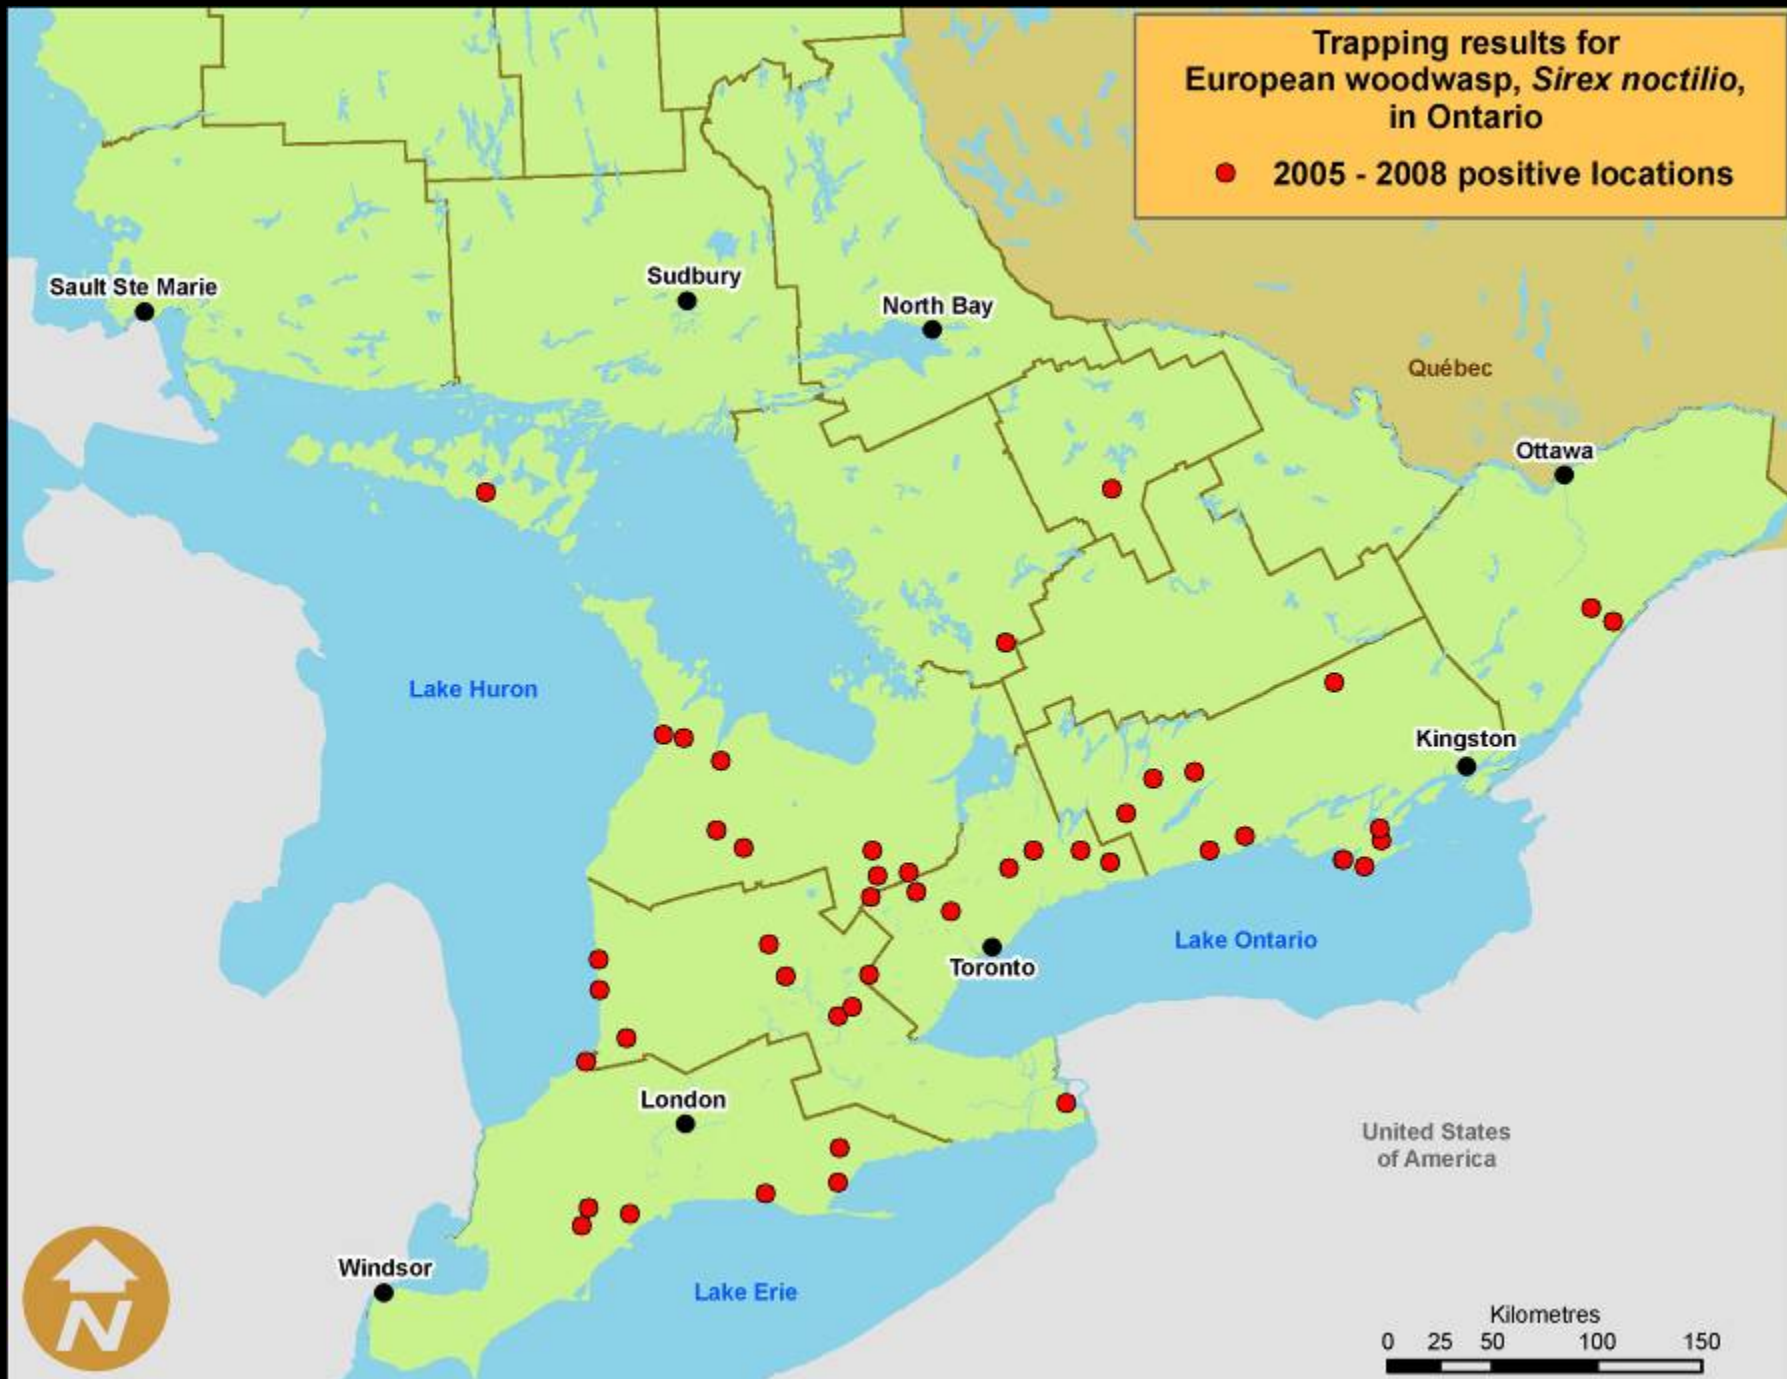 Trapping results for
European woodwasp, Sirex noctilio,
in Ontario
2005 - 2008 positive locations
Sault Ste Marie
Sudbury
North Bay
Québec
Ottawa
Lake Huron
Kingston
Lake Ontario
Toronto
London
United States
of America
Windsor
Lake Erie
N
Kilometres
0 25 50 100 150